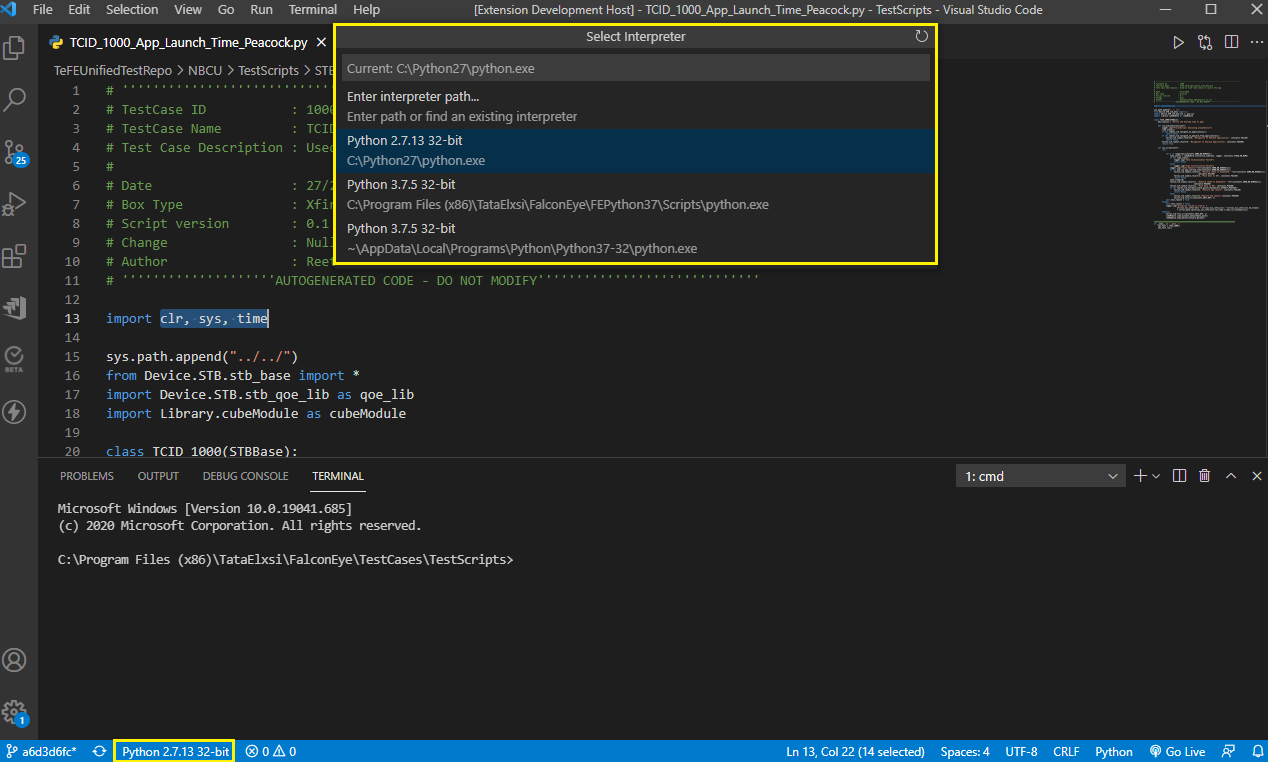 File Edit Selection View Go Run Terminal Help [Extension Development Host] - TCID_1000_App_Launch_Time_Peacock.py - TestScripts - Visual Studio Code
TCID_1000_App_Launch_Time_Peacock.py
Select Interpreter
Current: C:\Python27\python.exe
Enter interpreter path...
Enter path or find an existing interpreter
Python 2.7.13 32-bit
C:\Python27\python.exe
Python 3.7.5 32-bit
C:\Program Files (x86)\TataElxsi\FalconEye\FEPython37\Scripts\python.exe
Python 3.7.5 32-bit
~\AppData\Local\Programs\Python\Python37-32\python.exe
TeFEUnifiedTestRepo > NBCU > TestScripts > STB
1 # ''''''''''''''''''''''''''
2 # TestCase ID : 1000
3 # TestCase Name : TCID
4 # Test Case Description : Used
5 #
6 # Date : 27/2
7 # Box Type : Xfin
8 # Script version : 0.1
9 # Change : Null
10 # Author : Reet
11 # ''''''''''''''''''''AUTOGENERATED CODE - DO NOT MODIFY'''''''''''''''''''''''''''''
12
13 import clr, sys, time
14
15 sys.path.append("../../")
16 from Device.STB.stb_base import *
17 import Device.STB.stb_qoe_lib as qoe_lib
18 import Library.cubeModule as cubeModule
19
20 class TCID_1000(STBBase):
25
BETA
1
PROBLEMS OUTPUT DEBUG CONSOLE TERMINAL 1: cmd
Microsoft Windows [Version 10.0.19041.685]
(c) 2020 Microsoft Corporation. All rights reserved.
C:\Program Files (x86)\TataElxsi\FalconEye\TestCases\TestScripts>
a6d3d6fc* Python 2.7.13 32-bit 0 0 Ln 13, Col 22 (14 selected) Spaces: 4 UTF-8 CRLF Python Go Live